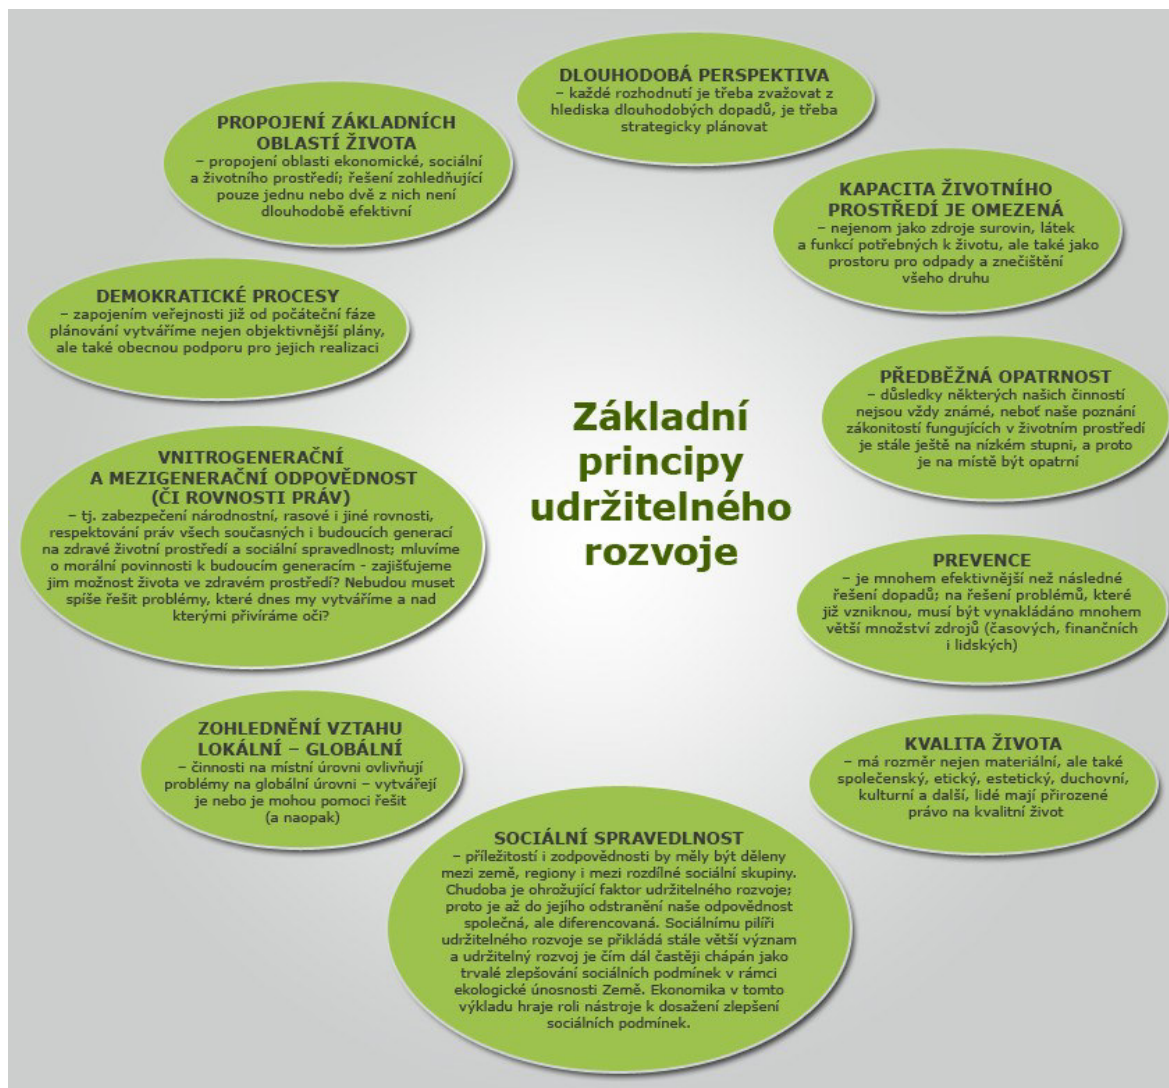 DLOUHODOBÁ PERSPEKTIVA
– každé rozhodnutí je třeba zvažovat z
hlediska dlouhodobých dopadů, je třeba
strategicky plánovat
PROPOJENÍ ZÁKLADNÍCH
OBLASTÍ ŽIVOTA
– propojení oblasti ekonomické, sociální
a životního prostředí; řešení zohledňující
pouze jednu nebo dvě z nich není
dlouhodobě efektivní
KAPACITA ŽIVOTNÍHO
PROSTŘEDÍ JE OMEZENÁ
– nejenom jako zdroje surovin, látek
a funkcí potřebných k životu, ale také jako
prostoru pro odpady a znečištění
všeho druhu
DEMOKRATICKÉ PROCESY
– zapojením veřejnosti již od počáteční fáze
plánování vytváříme nejen objektivnější plány,
ale také obecnou podporu pro jejich realizaci
PŘEDBĚŽNÁ OPATRNOST
– důsledky některých našich činností
nejsou vždy známé, neboť naše poznání
zákonitostí fungujících v životním prostředí
je stále ještě na nízkém stupni, a proto
je na místě být opatrní
Základní
principy
udržitelného
rozvoje
VNITROGENERAČNÍ
A MEZIGENERAČNÍ ODPOVĚDNOST
(ČI ROVNOSTI PRÁV)
– tj. zabezpečení národnostní, rasové i jiné rovnosti,
respektování práv všech současných i budoucích generací
na zdravé životní prostředí a sociální spravedlnost; mluvíme
o morální povinnosti k budoucím generacím - zajišťujeme
jim možnost života ve zdravém prostředí? Nebudou muset
spíše řešit problémy, které dnes my vytváříme a nad
kterými přivíráme oči?
PREVENCE
– je mnohem efektivnější než následné
řešení dopadů; na řešení problémů, které
již vzniknou, musí být vynakládáno mnohem
větší množství zdrojů (časových, finančních
i lidských)
ZOHLEDNĚNÍ VZTAHU
LOKÁLNÍ – GLOBÁLNÍ
– činnosti na místní úrovni ovlivňují
problémy na globální úrovni – vytvářejí
je nebo je mohou pomoci řešit
(a naopak)
KVALITA ŽIVOTA
– má rozměr nejen materiální, ale také
společenský, etický, estetický, duchovní,
kulturní a další, lidé mají přirozené
právo na kvalitní život
SOCIÁLNÍ SPRAVEDLNOST
– příležitostí i zodpovědnosti by měly být děleny
mezi země, regiony i mezi rozdílné sociální skupiny.
Chudoba je ohrožující faktor udržitelného rozvoje;
proto je až do jejího odstranění naše odpovědnost
společná, ale diferencovaná. Sociálnímu pilíři
udržitelného rozvoje se přikládá stále větší význam
a udržitelný rozvoj je čím dál častěji chápán jako
trvalé zlepšování sociálních podmínek v rámci
ekologické únosnosti Země. Ekonomika v tomto
výkladu hraje roli nástroje k dosažení zlepšení
sociálních podmínek.